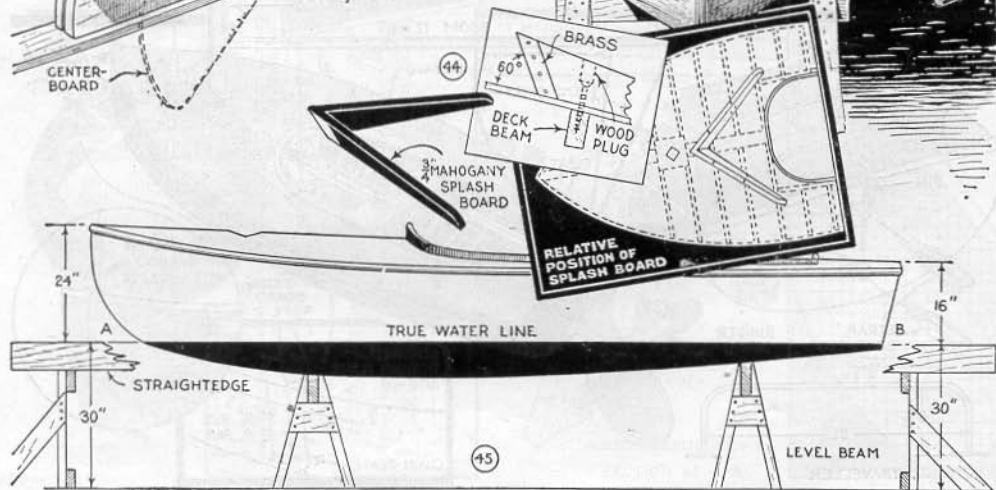 CENTER-
BOARD
44
BRASS
60°
DECK
BEAM
WOOD
PLUG
3/4" MAHOGANY
SPLASH
BOARD
RELATIVE
POSITION OF
SPLASH BOARD
24"
16"
A
TRUE WATER LINE
B
STRAIGHTEDGE
30"
30"
LEVEL BEAM
45